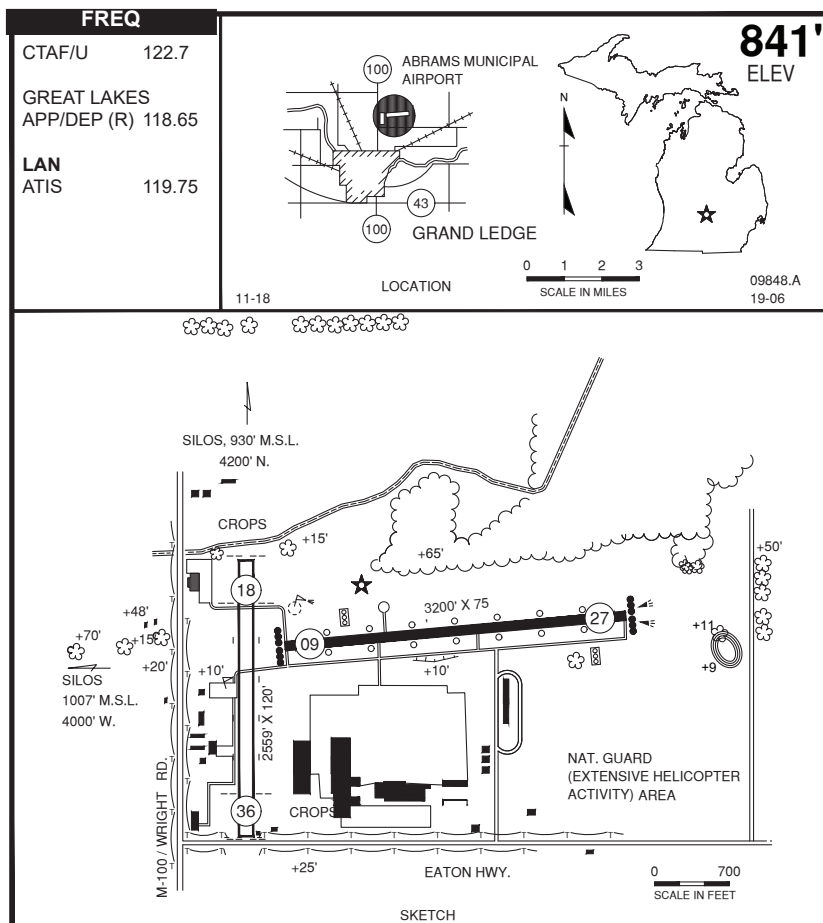 FREQ
CTAF/U 122.7
GREAT LAKES
APP/DEP (R) 118.65
LAN
ATIS 119.75
100
ABRAMS MUNICIPAL
AIRPORT
43
100
GRAND LEDGE
LOCATION
11-18
N
0 1 2 3
SCALE IN MILES
841'
ELEV
09848.A
19-06
SILOS, 930' M.S.L.
4200' N.
CROPS
+15'
+65'
+50'
18
3200' X 75
27
09
+48'
+70'
+15'
+20'
+10'
+10'
+11
+9
SILOS
1007' M.S.L.
4000' W.
2559' X 120'
NAT. GUARD
(EXTENSIVE HELICOPTER
ACTIVITY) AREA
36
CROPS
M-100 / WRIGHT RD.
+25'
EATON HWY.
0 700
SCALE IN FEET
SKETCH